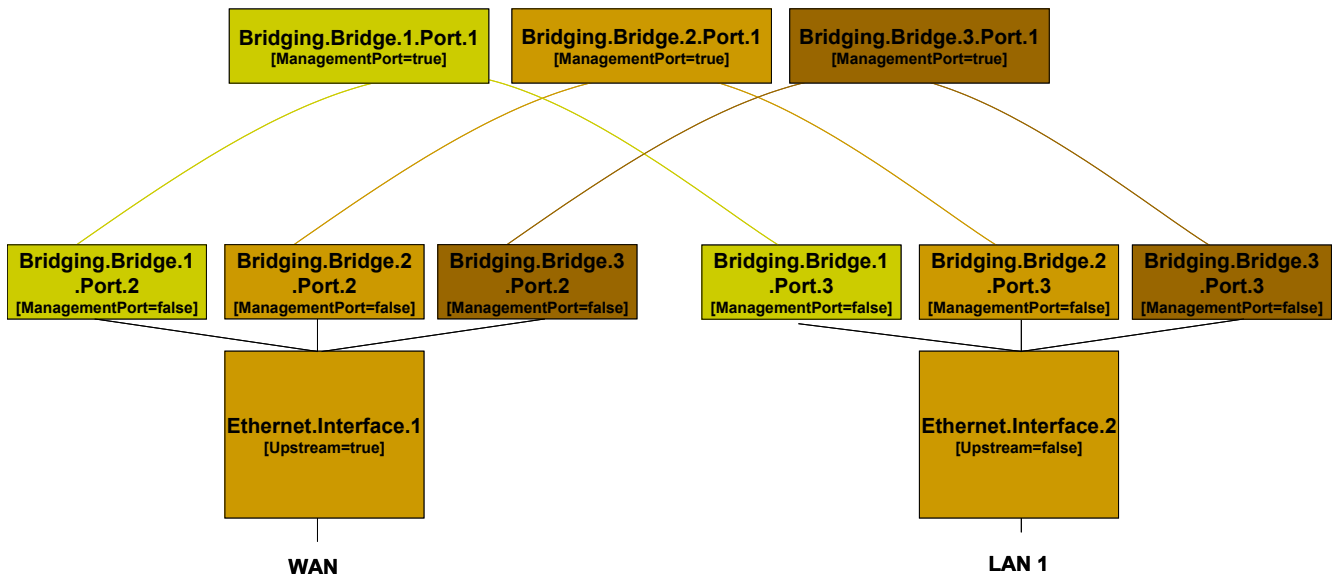 Bridging.Bridge.1.Port.1
[ManagementPort=true]
Bridging.Bridge.2.Port.1
[ManagementPort=true]
Bridging.Bridge.3.Port.1
[ManagementPort=true]
Bridging.Bridge.1
.Port.2
[ManagementPort=false]
Bridging.Bridge.2
.Port.2
[ManagementPort=false]
Bridging.Bridge.3
.Port.2
[ManagementPort=false]
Bridging.Bridge.1
.Port.3
[ManagementPort=false]
Bridging.Bridge.2
.Port.3
[ManagementPort=false]
Bridging.Bridge.3
.Port.3
[ManagementPort=false]
Ethernet.Interface.1
[Upstream=true]
Ethernet.Interface.2
[Upstream=false]
WAN
LAN 1